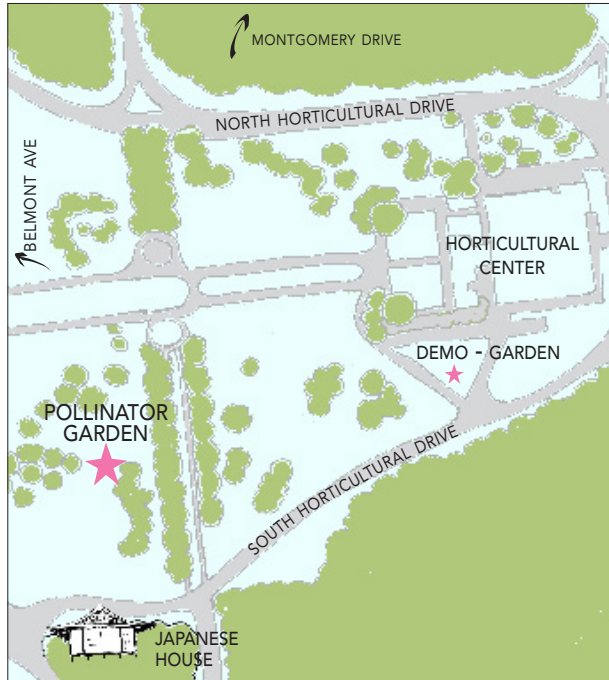 MONTGOMERY DRIVE
NORTH HORTICULTURAL DRIVE
BELMONT AVE
HORTICULTURAL
CENTER
DEMO - GARDEN
POLLINATOR
GARDEN
SOUTH HORTICULTURAL DRIVE
JAPANESE
HOUSE